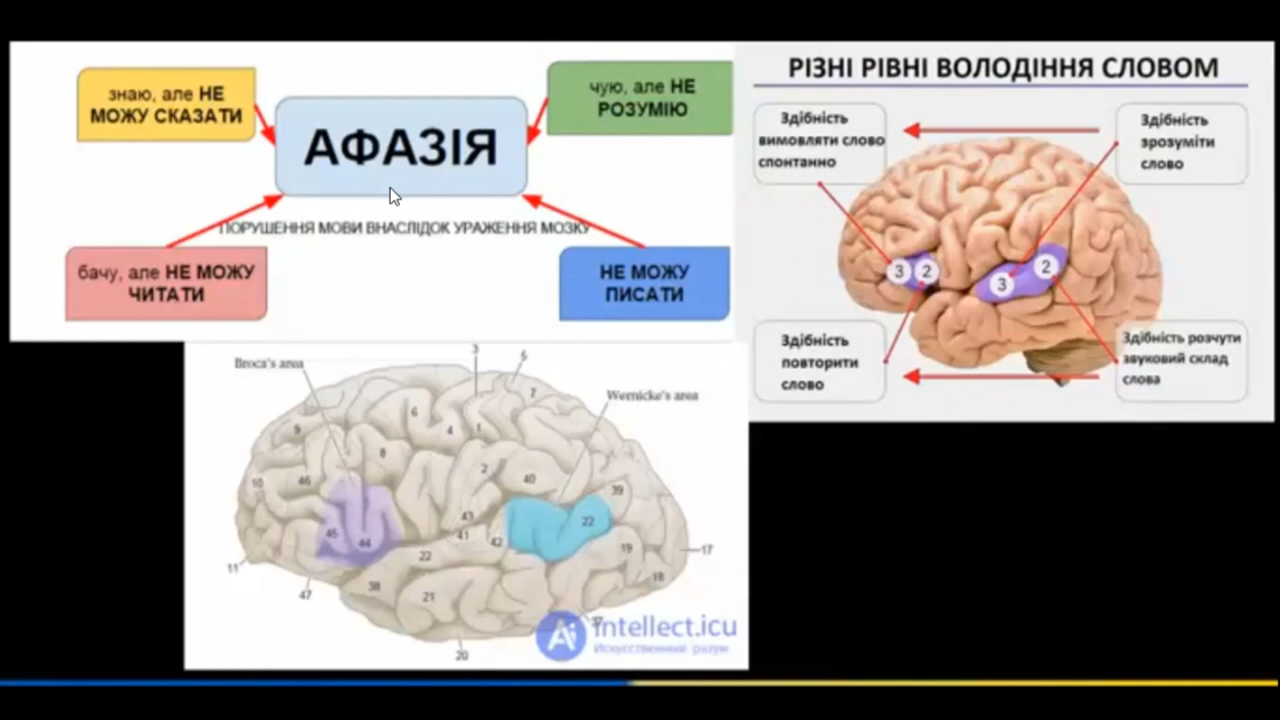 знаю, але НЕ
МОЖУ СКАЗАТИ
чую, але НЕ
РОЗУМІЮ
АФАЗІЯ
ПОРУШЕННЯ МОВИ ВНАСЛІДОК УРАЖЕННЯ МОЗКУ
бачу, але НЕ МОЖУ
ЧИТАТИ
НЕ МОЖУ
ПИСАТИ
РІЗНІ РІВНІ ВОЛОДІННЯ СЛОВОМ
Здібність
вимовляти слово
спонтанно
Здібність
зрозуміти
слово
3 2
3 2
Здібність
повторити
слово
Здібність розчути
звуковий склад
слова
Broca's area
Wernicke's area
3 5
6 7
9 8 4 1
10 46 2 40 39
45 44 43 41 42 22
22 19 17
11 47 38 21 18
20
Ai intellect.icu
Искусственный разум